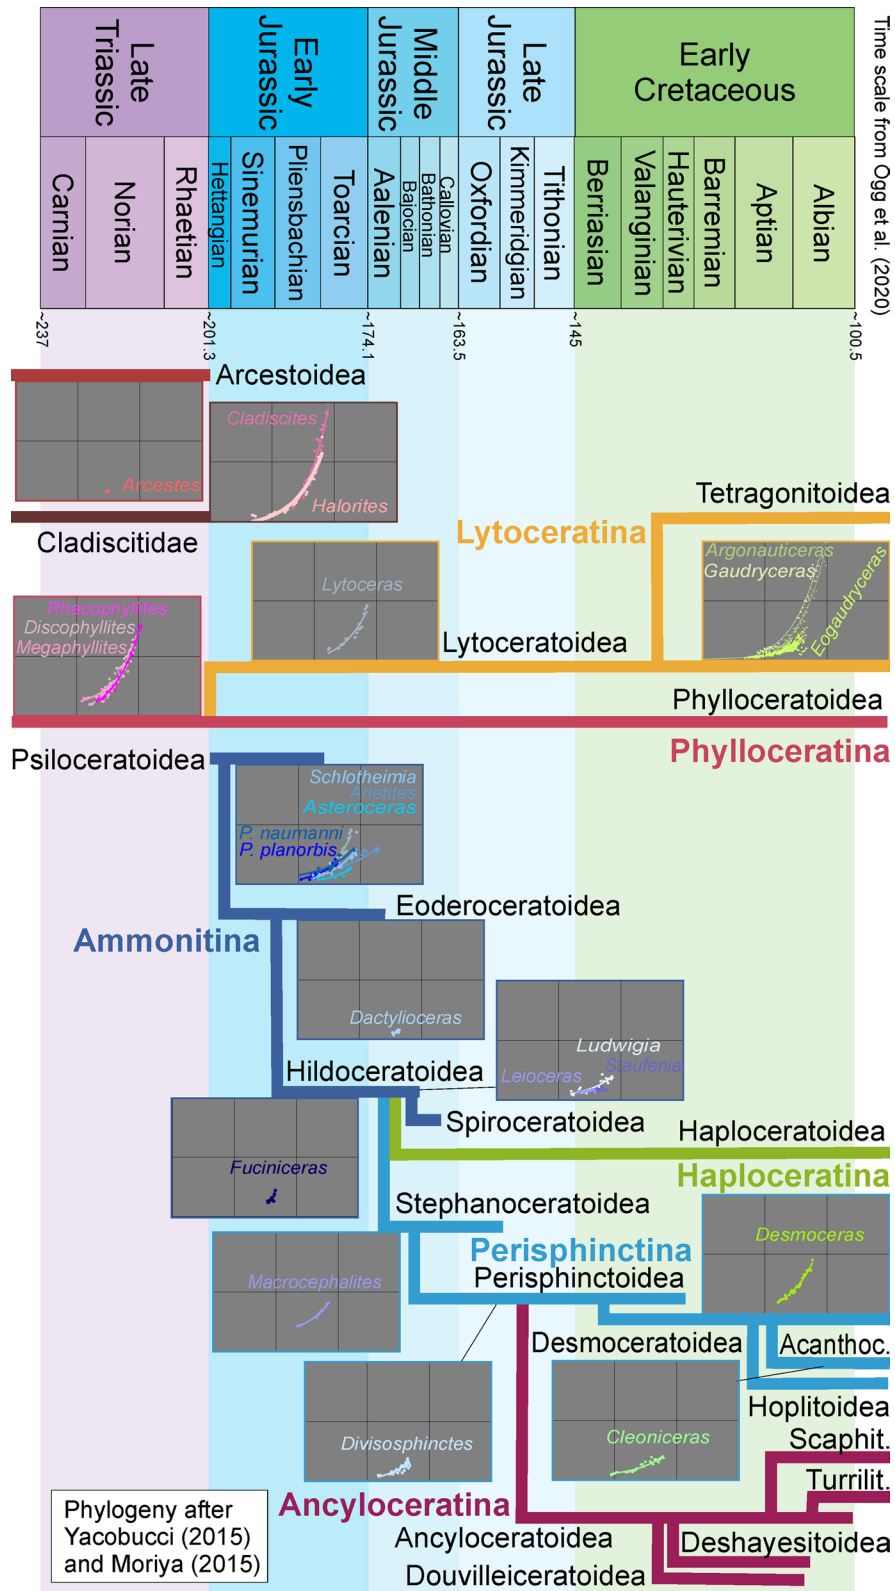 Late
Triassic
Early
Jurassic
Middle
Jurassic
Late
Jurassic
Early
Cretaceous
Time scale from Ogg et al. (2020)
Carnian
Norian
Rhaetian
Hettangian
Sinemurian
Pliensbachian
Toarcian
Aalenian
Bajocian
Bathonian
Callovian
Oxfordian
Kimmeridgian
Tithonian
Berriasian
Valanginian
Hauterivian
Barremian
Aptian
Albian
~237
~201.3
~174.1
~163.5
~145
~100.5
Arcestoidea
Arcestes
Cladiscites
Halorites
Cladiscitidae
Tetragonitoidea
Lytoceratina
Argonauticeras
Gaudryceras
Eogaudryceras
Lytoceras
Lytoceratoidea
Rhacophyllites
Discophyllites
Megaphyllites
Phylloceratoidea
Phylloceratina
Psiloceratoidea
Schlotheimia
Arietites
Asteroceras
P. naumanni
P. planorbis
Eoderoceratoidea
Ammonitina
Dactylioceras
Ludwigia
Staufenia
Leioceras
Hildoceratoidea
Spiroceratoidea
Haploceratoidea
Haploceratina
Fuciniceras
Stephanoceratoidea
Perisphinctina
Desmoceras
Macrocephalites
Perisphinctoidea
Desmoceratoidea
Acanthoc.
Hoplitoidea
Divisosphinctes
Cleoniceras
Scaphit.
Turrilit.
Ancyloceratina
Ancyloceratoidea
Deshayesitoidea
Douvilleiceratoidea
Phylogeny after
Yacobucci (2015)
and Moriya (2015)